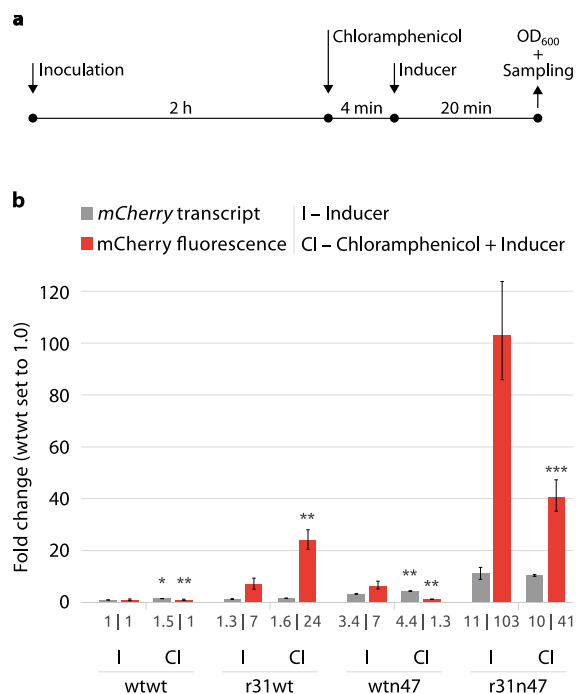 a
Chloramphenicol
OD600
+
Inoculation
Inducer
Sampling
2 h
4 min
20 min
b
mCherry transcript
I – Inducer
mCherry fluorescence
CI – Chloramphenicol + Inducer
Fold change (wtwt set to 1.0)
120
100
80
60
40
20
0
* ** ** ** ** ***
1 | 1 1.5 | 1 1.3 | 7 1.6 | 24 3.4 | 7 4.4 | 1.3 11 | 103 10 | 41
I CI I CI I CI I CI
wtwt r31wt wtn47 r31n47